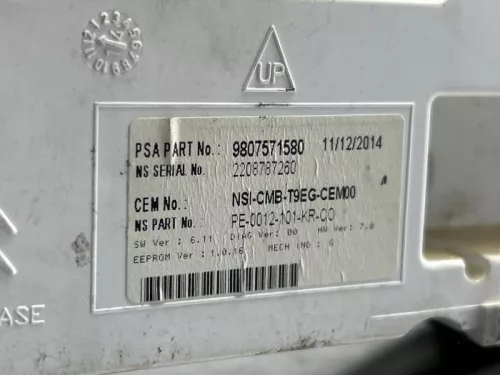 UP
PSA PART No.: 9807571580 11/12/2014
NS SERIAL No.: 2208787260
CEM No.: NSI-CMB-T9EG-CEM00
NS PART No.: PE-0012-101-KR-OO
SW Ver : 6.11 DIAG Ver: 00 HW Ver: 7.0
EEPROM Ver : 1.0.16 MECH IND : G
ASE